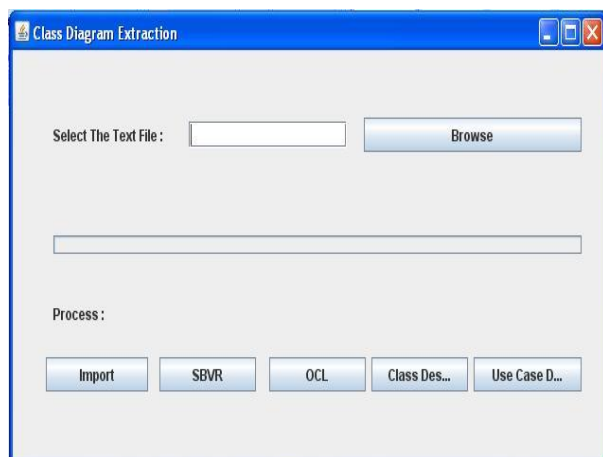 Class Diagram Extraction
Select The Text File :
Browse
Process :
Import
SBVR
OCL
Class Des...
Use Case D...